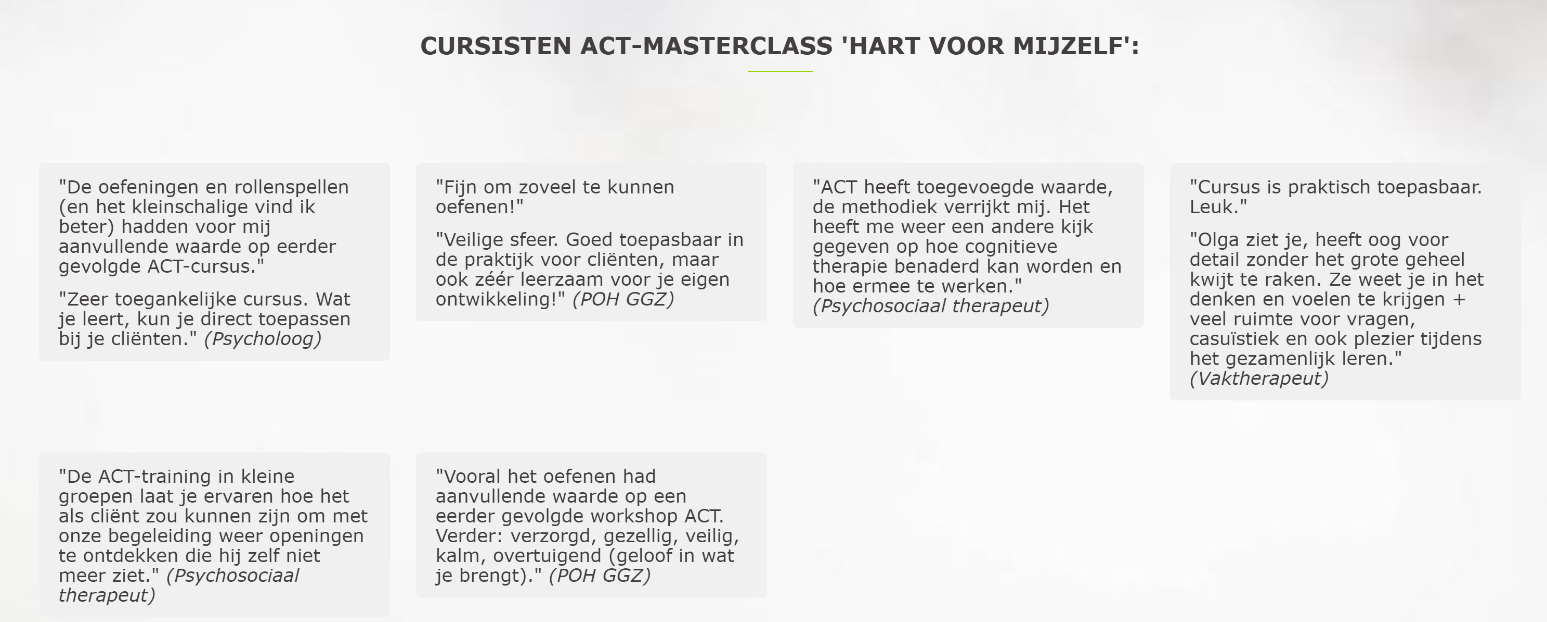 CURSISTEN ACT-MASTERCLASS 'HART VOOR MIJZELF':
"De oefeningen en rollenspellen
(en het kleinschalige vind ik
beter) hadden voor mij
aanvullende waarde op eerder
gevolgde ACT-cursus."
"Zeer toegankelijke cursus. Wat
je leert, kun je direct toepassen
bij je cliënten." (Psycholoog)
"Fijn om zoveel te kunnen
oefenen!"
"Veilige sfeer. Goed toepasbaar in
de praktijk voor cliënten, maar
ook zéér leerzaam voor je eigen
ontwikkeling!" (POH GGZ)
"ACT heeft toegevoegde waarde,
de methodiek verrijkt mij. Het
heeft me weer een andere kijk
gegeven op hoe cognitieve
therapie benaderd kan worden en
hoe ermee te werken."
(Psychosociaal therapeut)
"Cursus is praktisch toepasbaar.
Leuk."
"Olga ziet je, heeft oog voor
detail zonder het grote geheel
kwijt te raken. Ze weet je in het
denken en voelen te krijgen +
veel ruimte voor vragen,
casuïstiek en ook plezier tijdens
het gezamenlijk leren."
(Vaktherapeut)
"De ACT-training in kleine
groepen laat je ervaren hoe het
als cliënt zou kunnen zijn om met
onze begeleiding weer openingen
te ontdekken die hij zelf niet
meer ziet." (Psychosociaal
therapeut)
"Vooral het oefenen had
aanvullende waarde op een
eerder gevolgde workshop ACT.
Verder: verzorgd, gezellig, veilig,
kalm, overtuigend (geloof in wat
je brengt)." (POH GGZ)